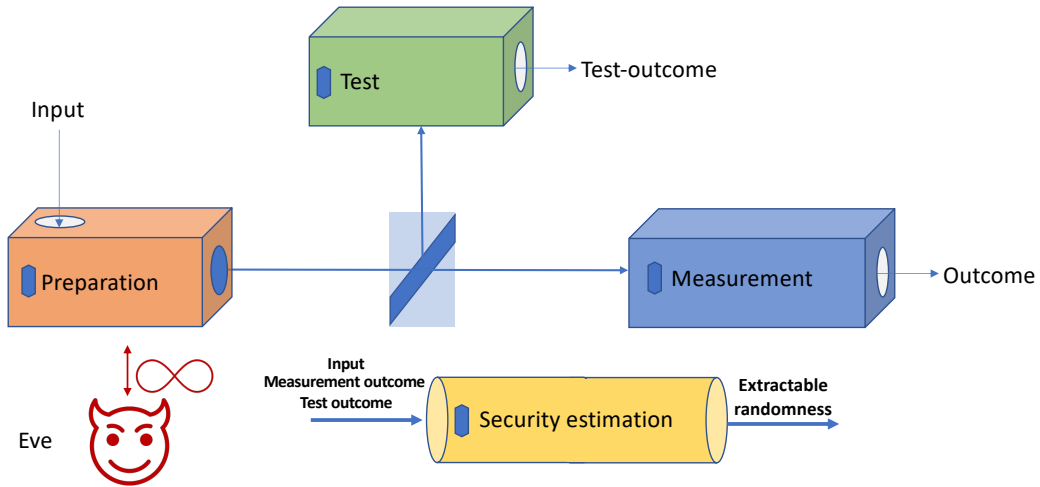 Test
Test-outcome
Input
Preparation
Measurement
Outcome
Input
Measurement outcome
Test outcome
Security estimation
Extractable
randomness
Eve